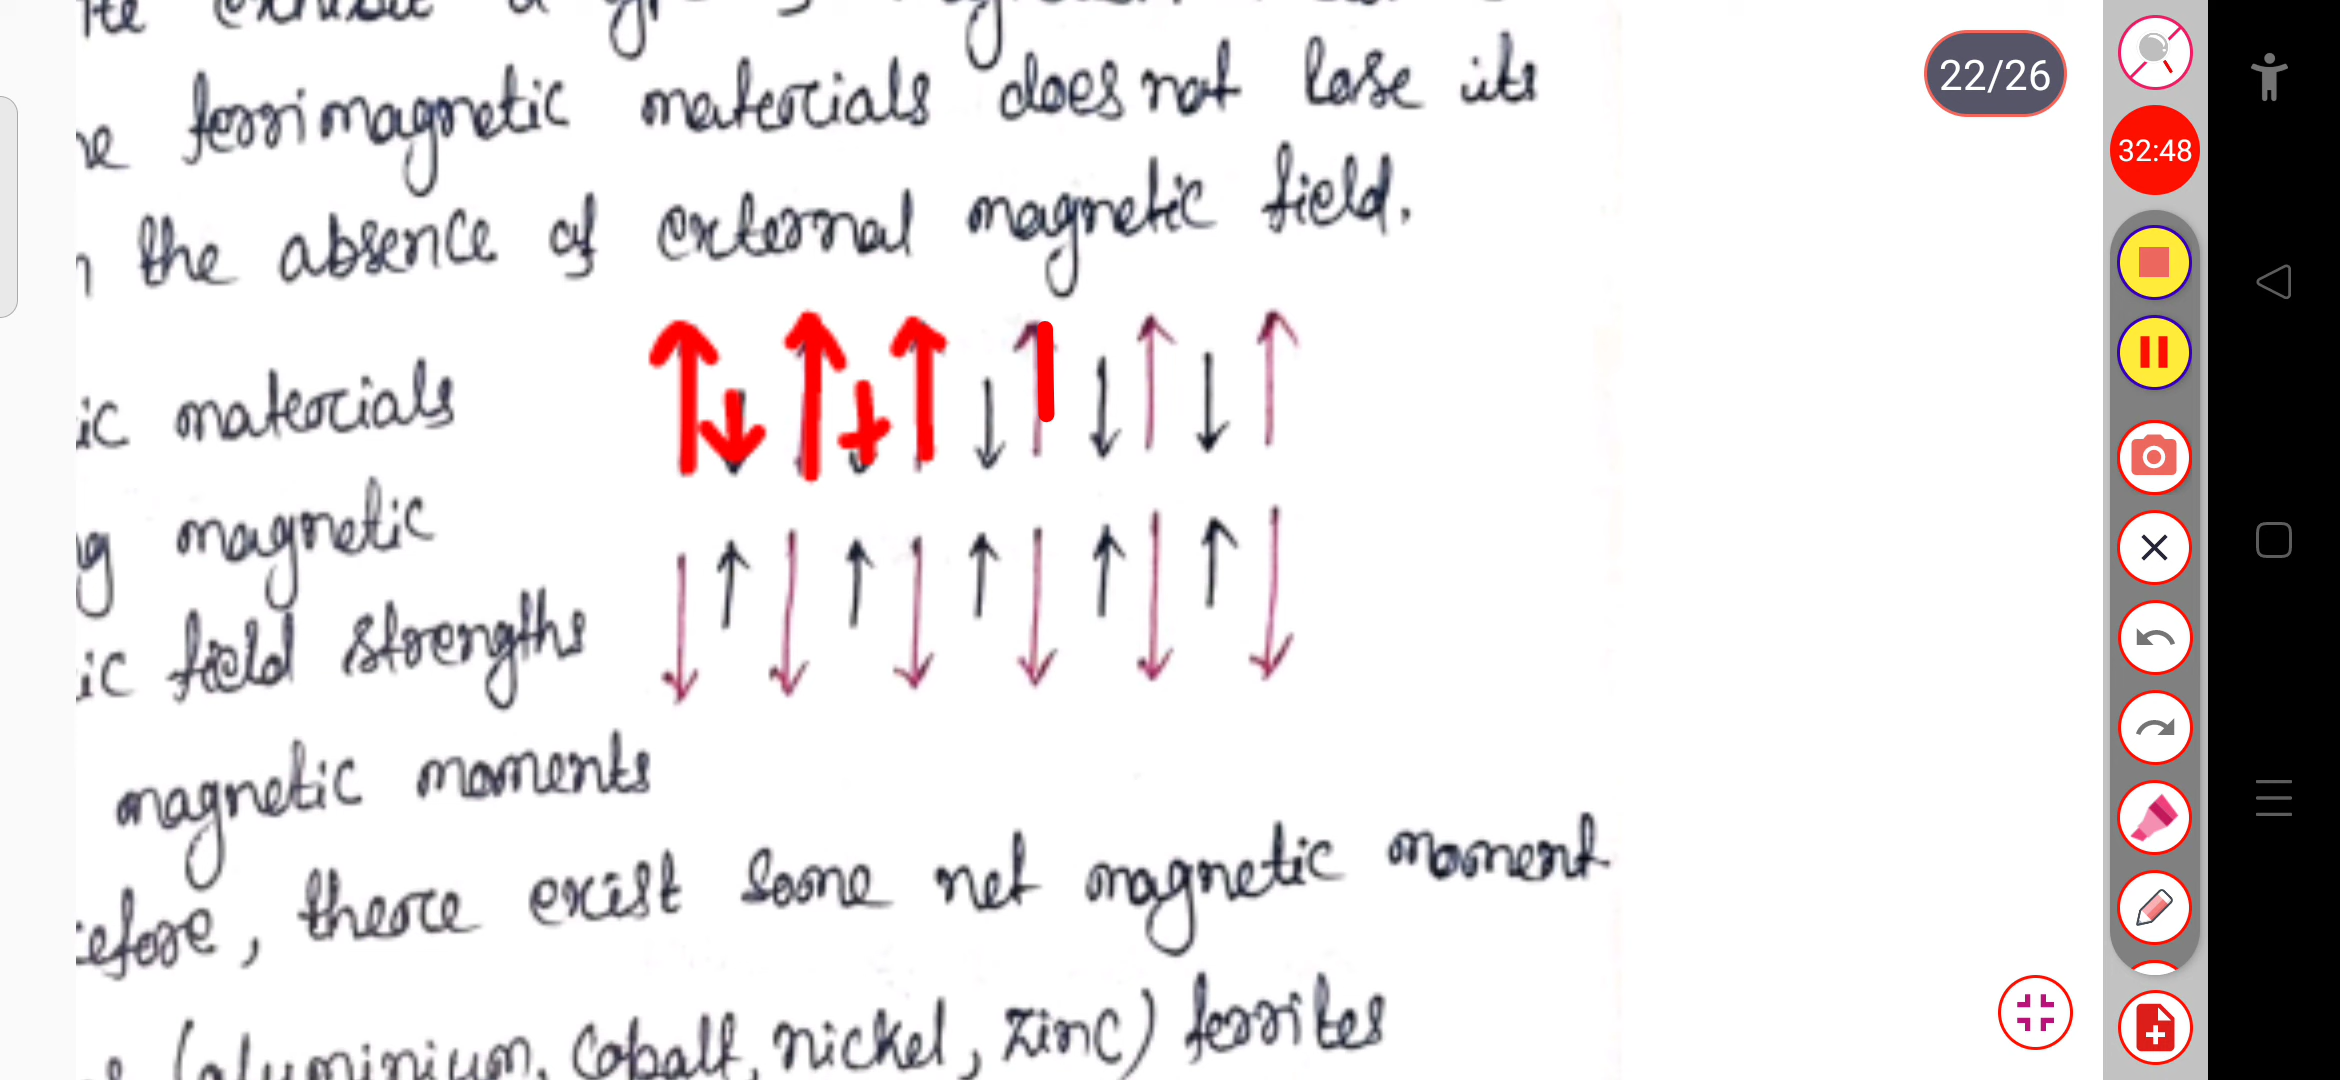 ferrimagnetic materials does not lose its
22/26
32:48
the absence of external magnetic field.
ic materials
magnetic
ic field strengths
magnetic moments
efore, there exist some net magnetic moment
(aluminium, cobalt, nickel, zinc) ferrites